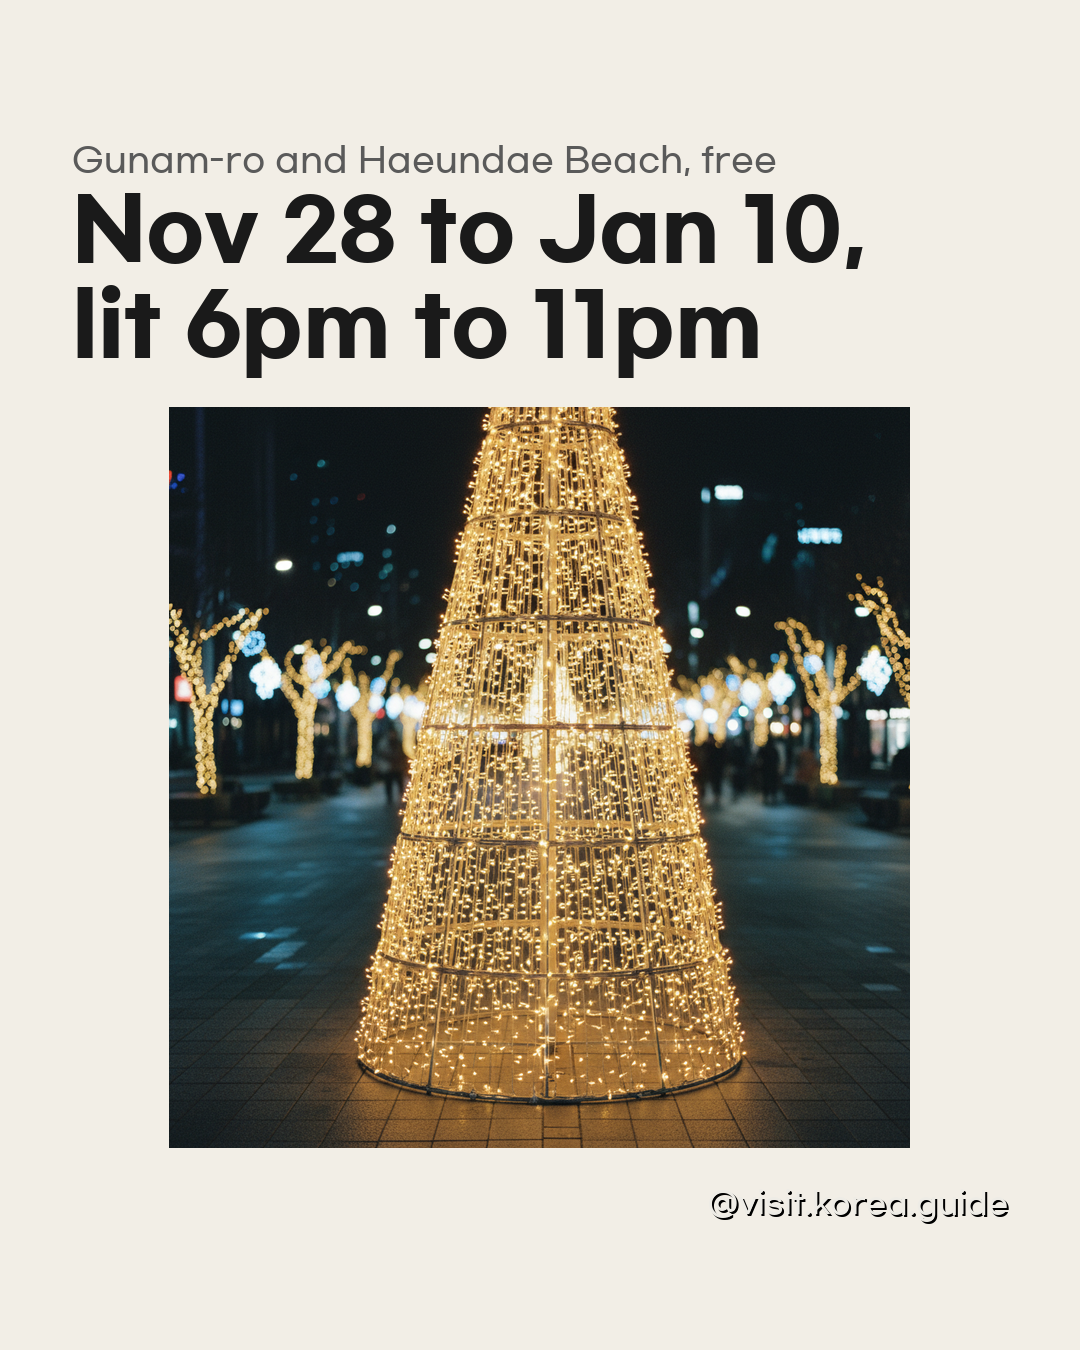 Gunam-ro and Haeundae Beach, free
Nov 28 to Jan 10,
lit 6pm to 11pm
@visit.korea.guide